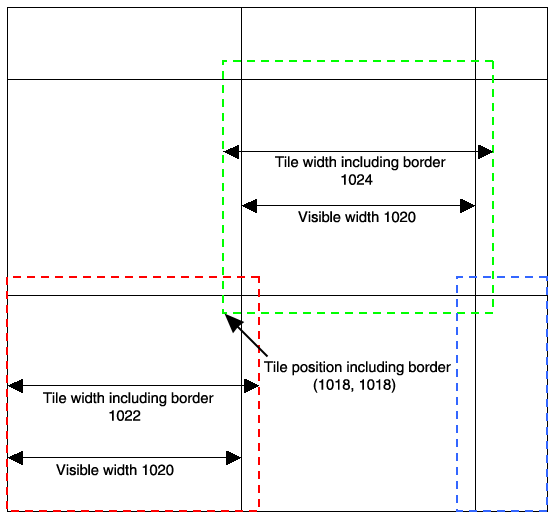 Tile width including border
1024
Visible width 1020
Tile position including border
(1018, 1018)
Tile width including border
1022
Visible width 1020